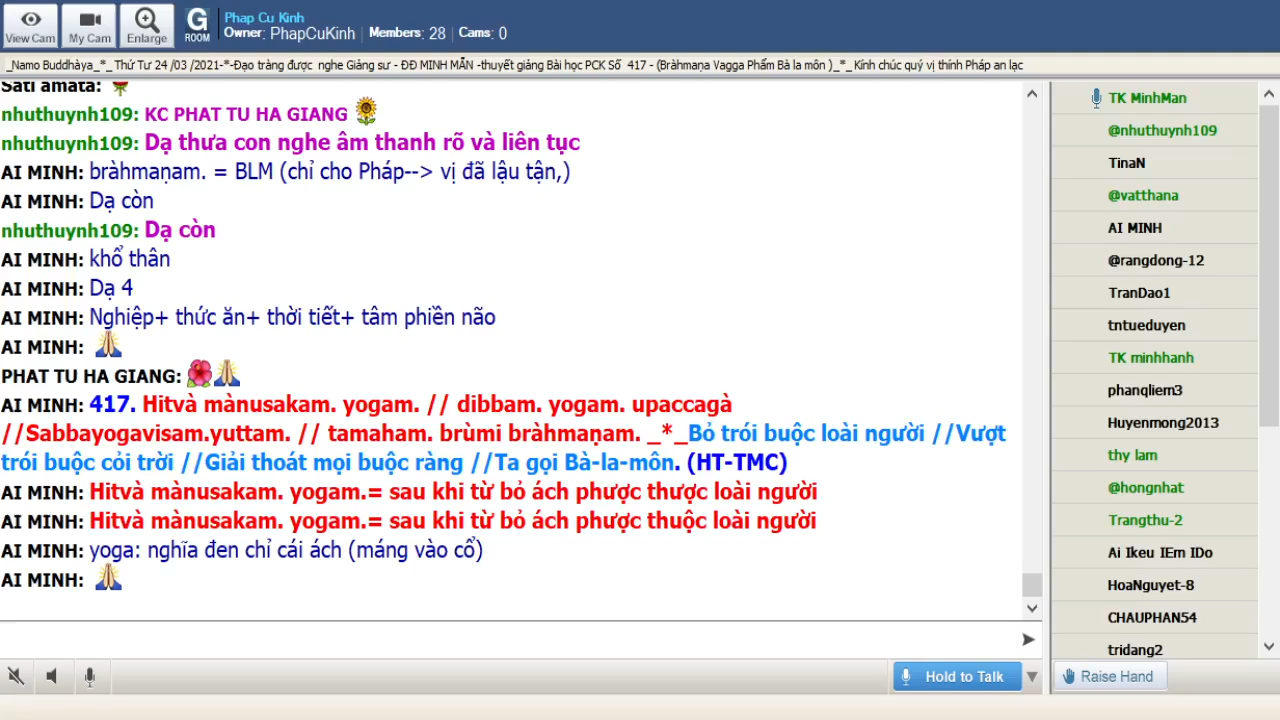 View Cam
My Cam
Enlarge
G
ROOM
Phap Cu Kinh
Owner: PhapCuKinh | Members: 28 | Cams: 0
_Namo Buddhàya_*_ Thứ Tư 24 /03 /2021-*-Đạo tràng được nghe Giảng sư - ĐĐ MINH MẪN -thuyết giảng Bài học PCK Số 417 - (Bràhmaṇa Vagga Phẩm Bà la môn )_*_ Kính chúc quý vị thính Pháp an lạc
Sati amata:
nhuthuynh109: KC PHAT TU HA GIANG
nhuthuynh109: Dạ thưa con nghe âm thanh rõ và liên tục
AI MINH: bràhmaṇam. = BLM (chỉ cho Pháp--> vị đã lậu tận,)
AI MINH: Dạ còn
nhuthuynh109: Dạ còn
AI MINH: khổ thân
AI MINH: Dạ 4
AI MINH: Nghiệp+ thức ăn+ thời tiết+ tâm phiền não
AI MINH:
PHAT TU HA GIANG:
AI MINH: 417. Hitvà mànusakam. yogam. // dibbam. yogam. upaccagà
//Sabbayogavisam.yuttam. // tamaham. brùmi bràhmaṇam. _*_Bỏ trói buộc loài người //Vượt
trói buộc cỏi trời //Giải thoát mọi buộc ràng //Ta gọi Bà-la-môn. (HT-TMC)
AI MINH: Hitvà mànusakam. yogam.= sau khi từ bỏ ách phược thược loài người
AI MINH: Hitvà mànusakam. yogam.= sau khi từ bỏ ách phược thuộc loài người
AI MINH: yoga: nghĩa đen chỉ cái ách (máng vào cổ)
AI MINH:
Hold to Talk
TK MinhMan
@nhuthuynh109
TinaN
@vatthana
AI MINH
@rangdong-12
TranDao1
tntueduyen
TK minhhanh
phanqliem3
Huyenmong2013
thy lam
@hongnhat
Trangthu-2
Ai Ikeu IEm IDo
HoaNguyet-8
CHAUPHAN54
tridang2
Raise Hand